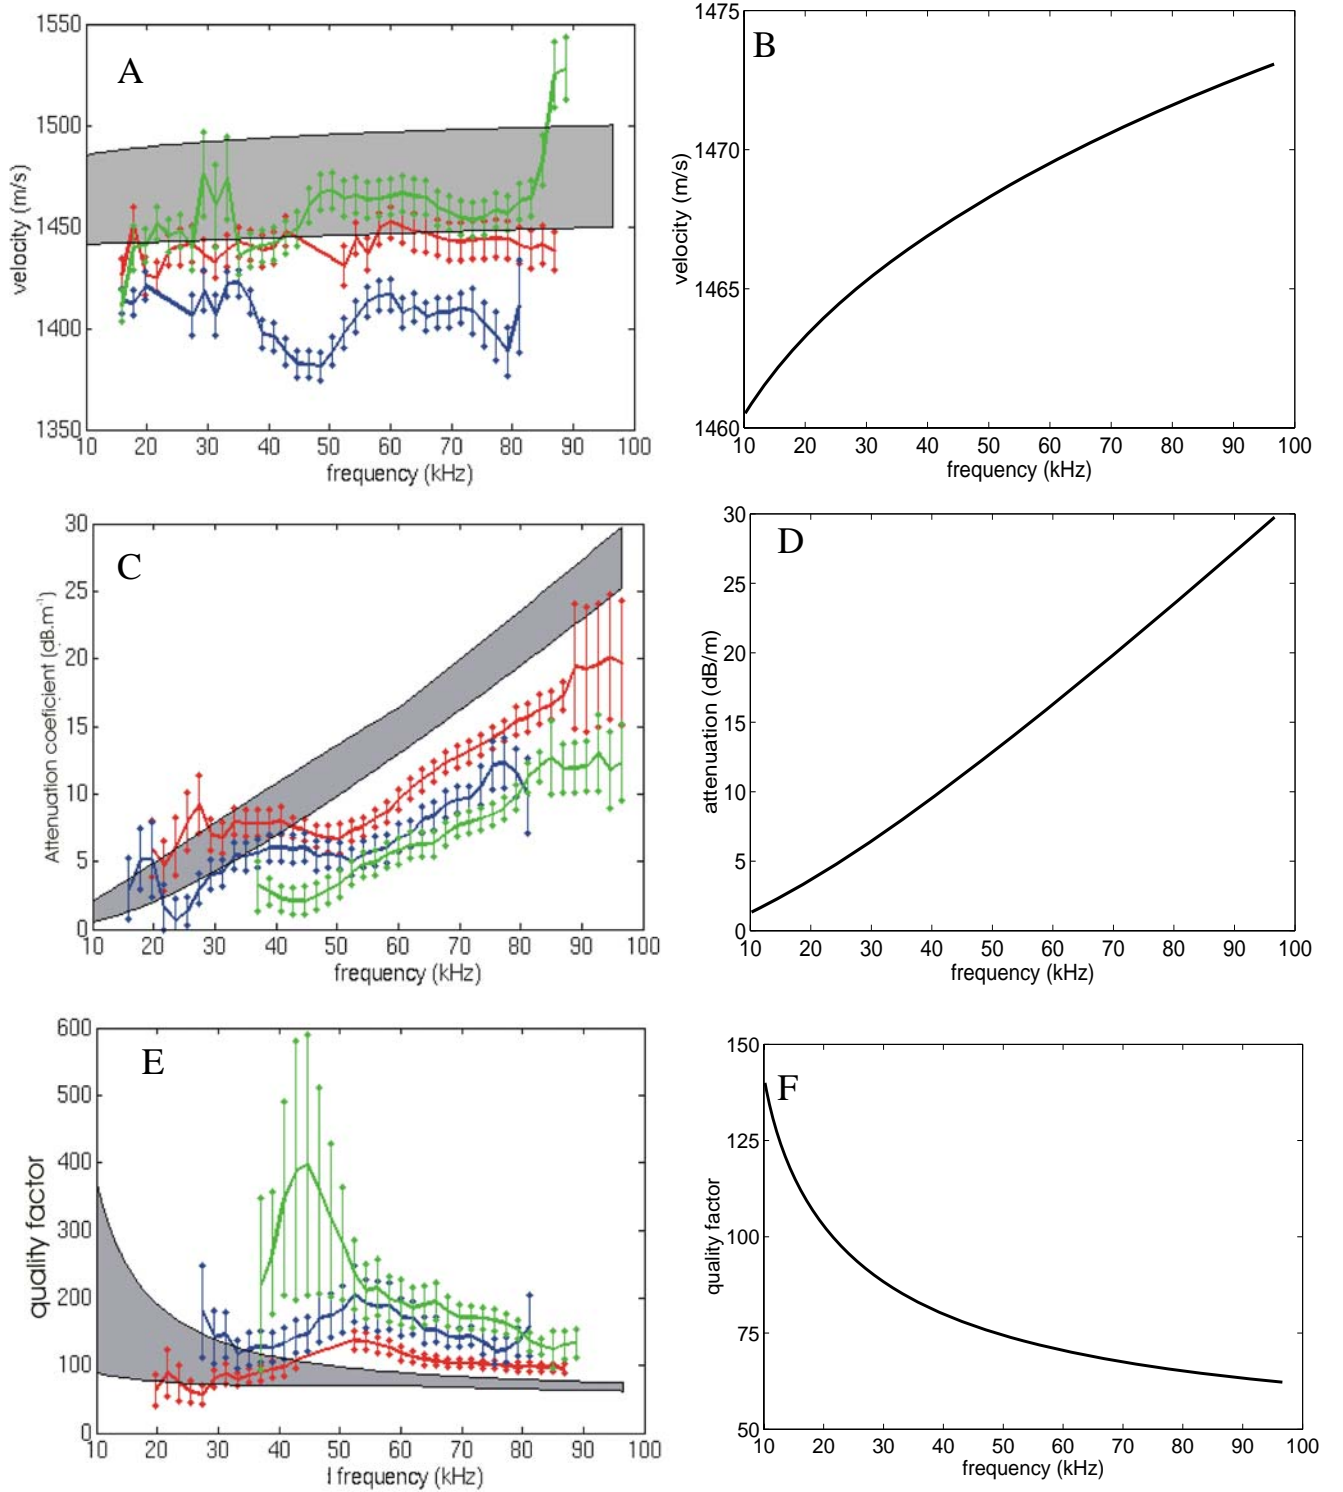 A
1550
1500
1450
1400
1350
velocity (m/s)
10 20 30 40 50 60 70 80 90 100
frequency (kHz)
B
1475
1470
1465
1460
velocity (m/s)
10 20 30 40 50 60 70 80 90 100
frequency (kHz)
C
30
25
20
15
10
5
0
Attenuation coeficient (dB.m⁻¹)
10 20 30 40 50 60 70 80 90 100
frequency (kHz)
D
30
25
20
15
10
5
0
attenuation (dB/m)
10 20 30 40 50 60 70 80 90 100
frequency (kHz)
E
600
500
400
300
200
100
0
quality factor
10 20 30 40 50 60 70 80 90 100
l frequency (kHz)
F
150
125
100
75
50
quality factor
10 20 30 40 50 60 70 80 90 100
frequency (kHz)